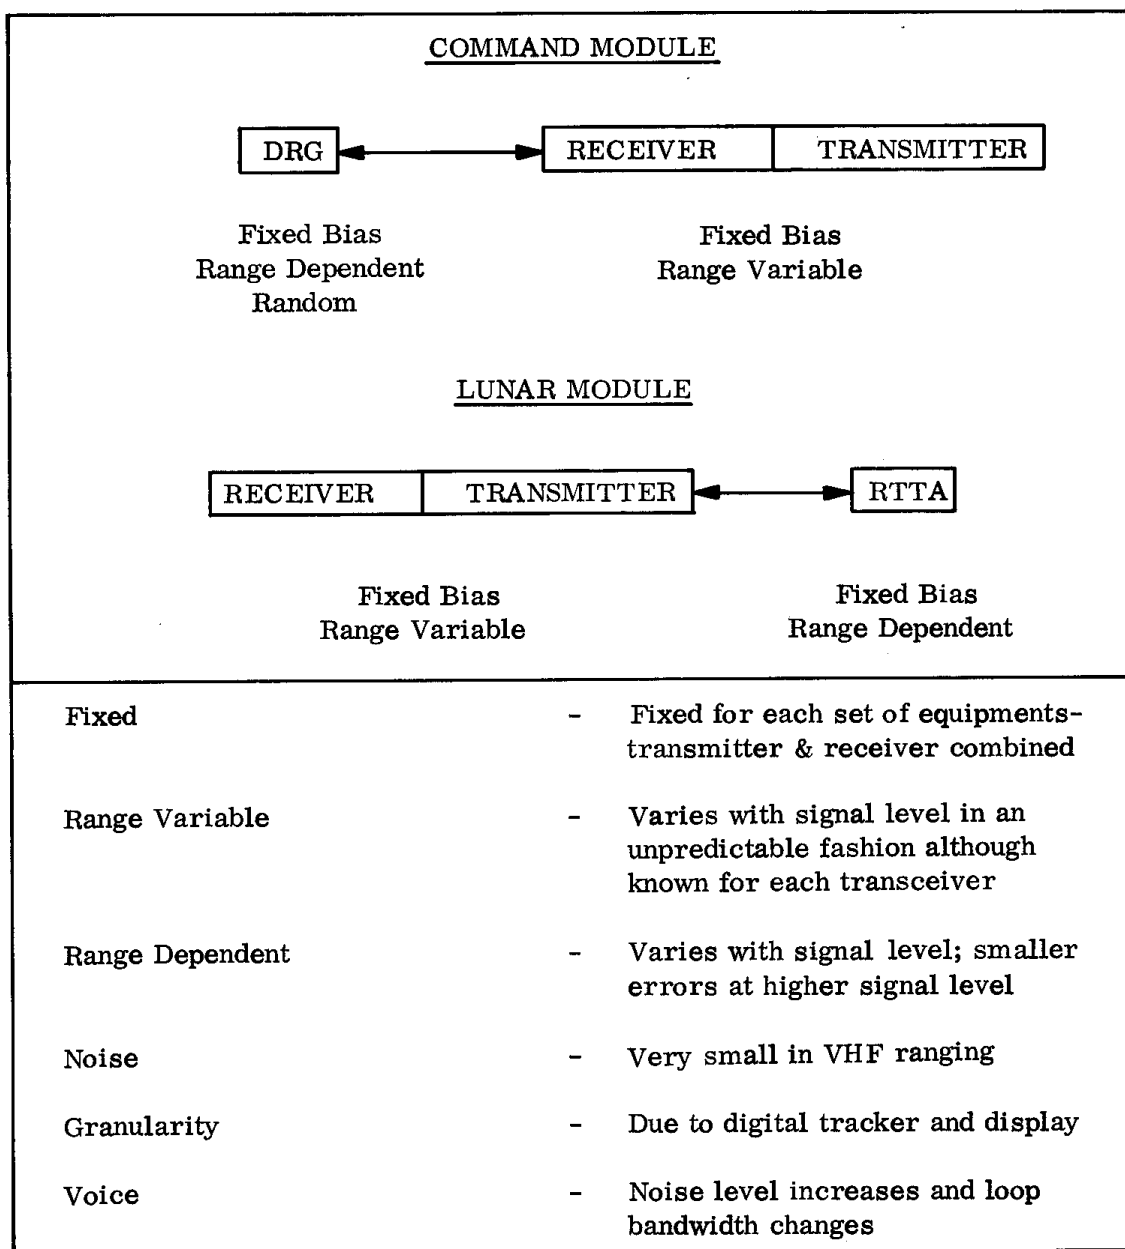 COMMAND MODULE
DRG RECEIVER TRANSMITTER
Fixed Bias
Range Dependent
Random
Fixed Bias
Range Variable
LUNAR MODULE
RECEIVER TRANSMITTER RTTA
Fixed Bias
Range Variable
Fixed Bias
Range Dependent
Fixed - Fixed for each set of equipments-
transmitter & receiver combined
Range Variable - Varies with signal level in an
unpredictable fashion although
known for each transceiver
Range Dependent - Varies with signal level; smaller
errors at higher signal level
Noise - Very small in VHF ranging
Granularity - Due to digital tracker and display
Voice - Noise level increases and loop
bandwidth changes